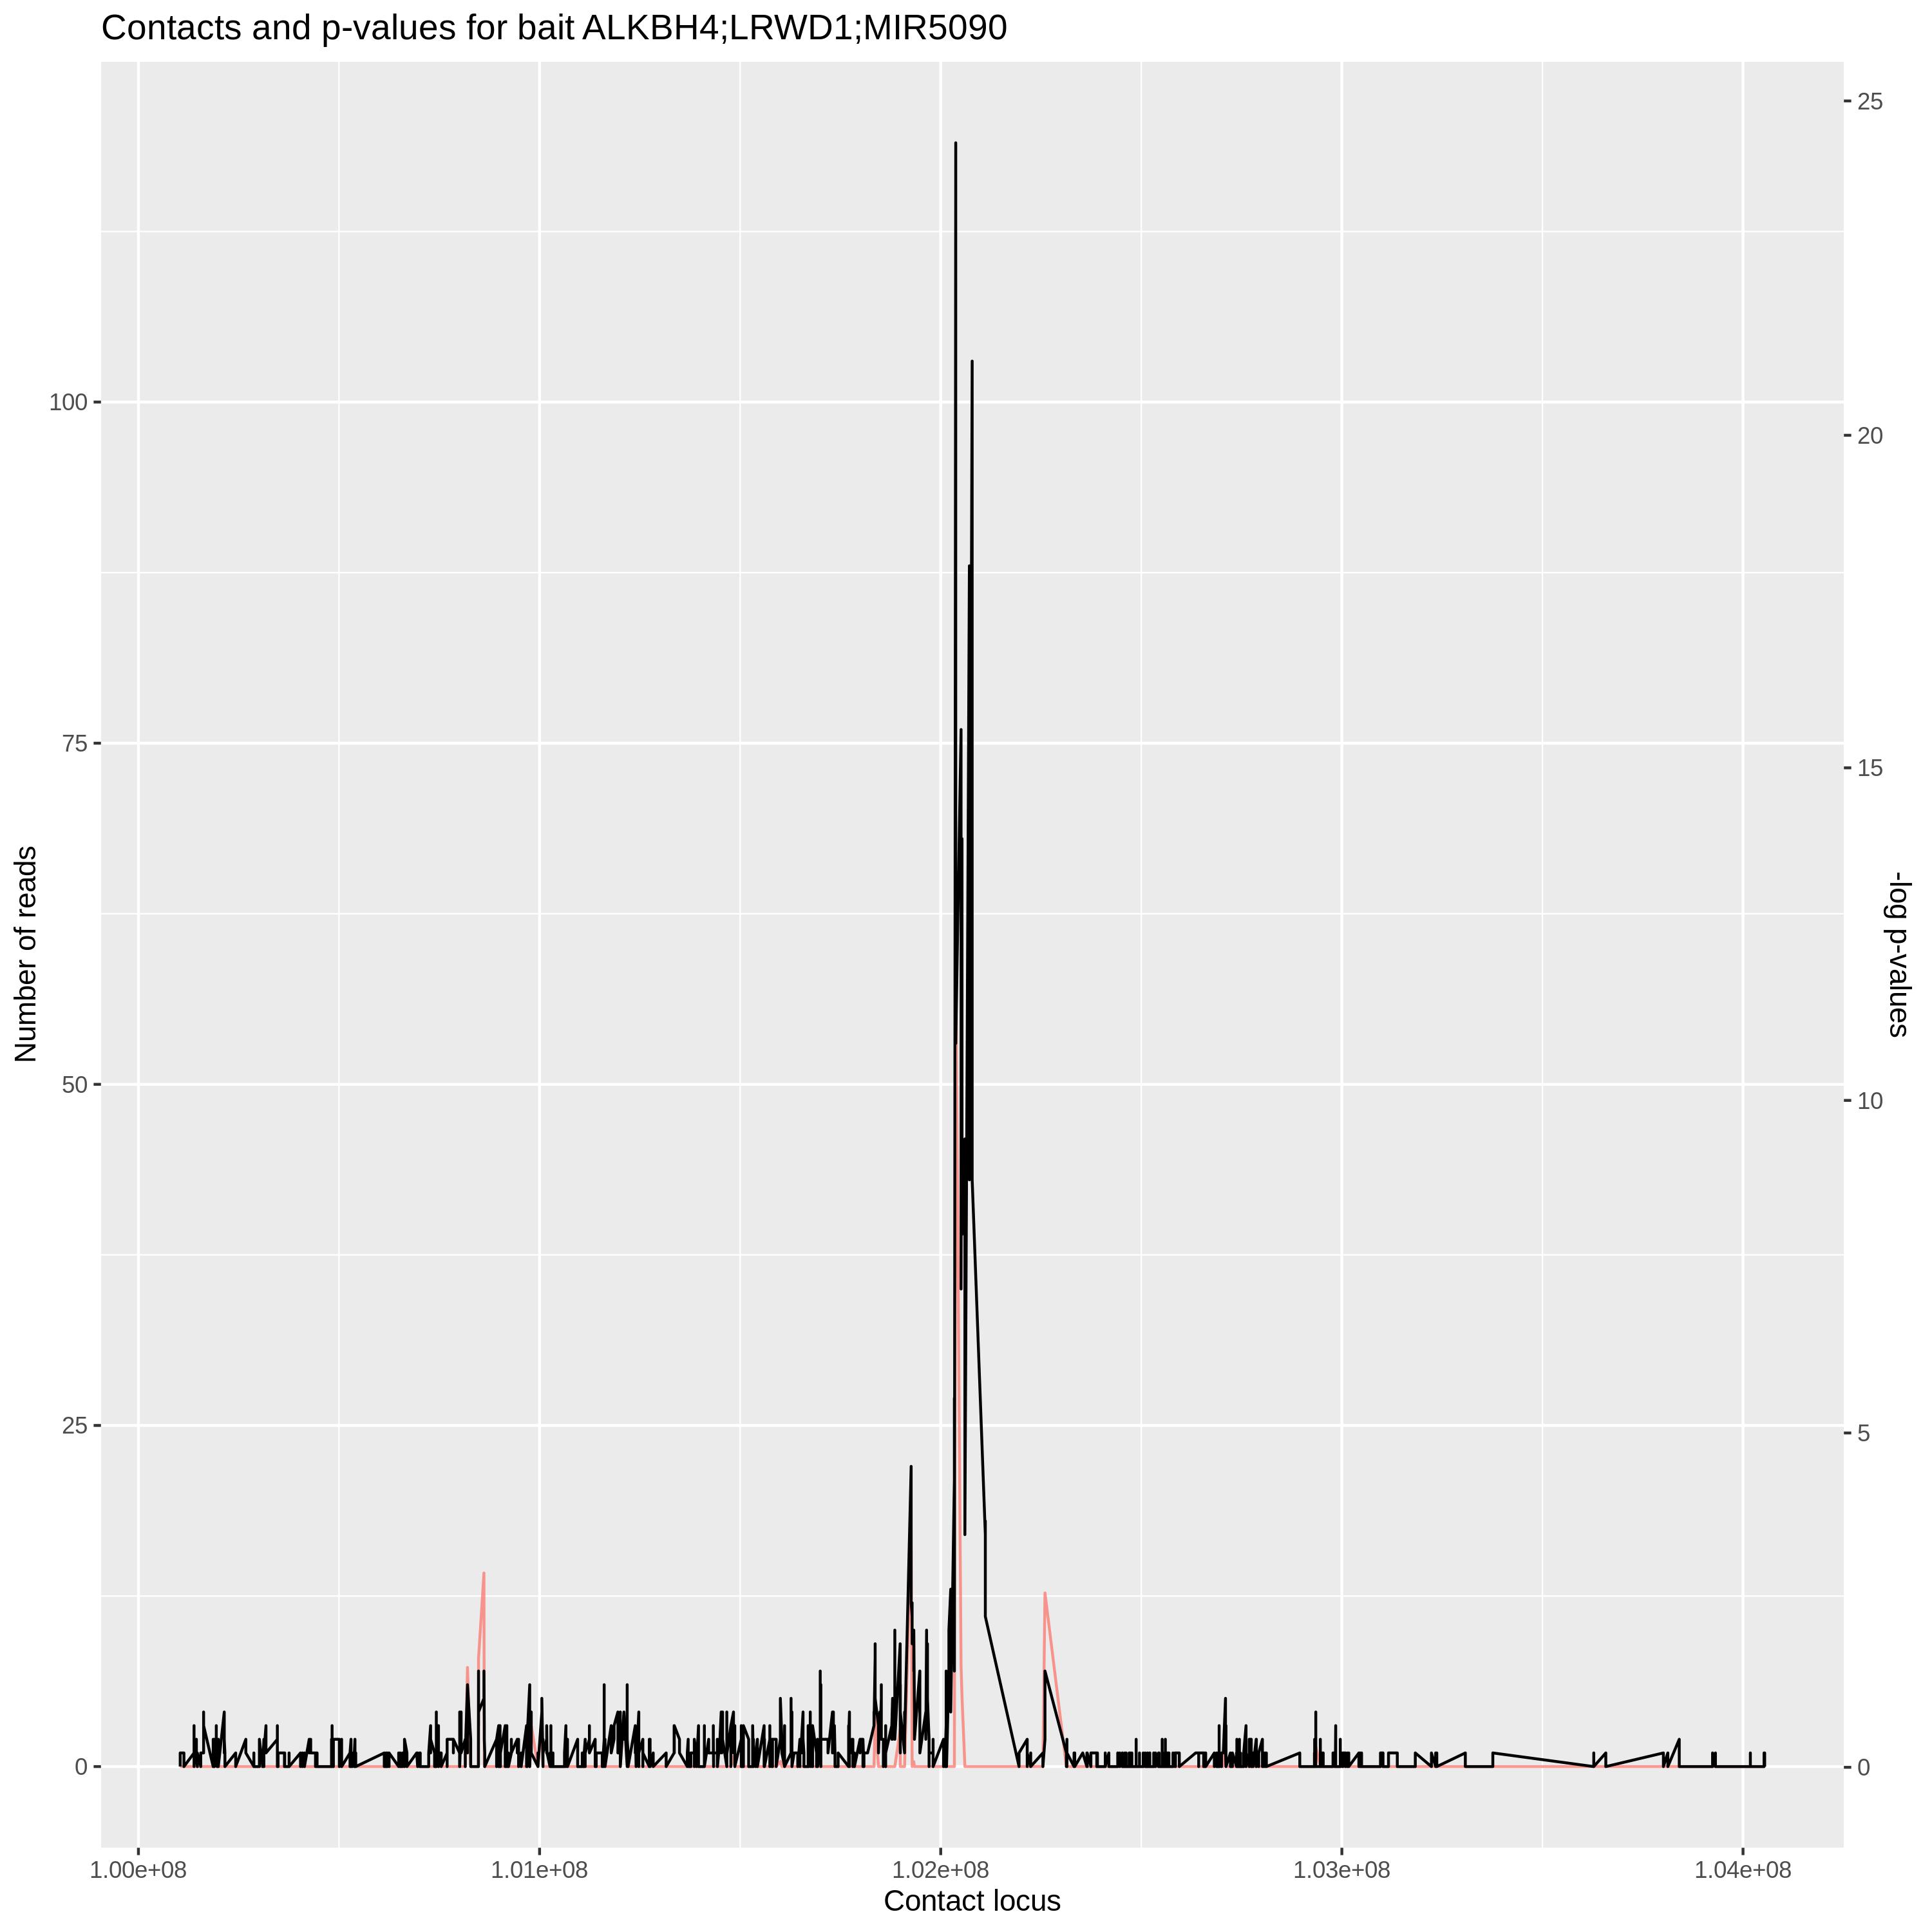 Contacts and p-values for bait ALKBH4;LRWD1;MIR5090
25
100
20
75
15
Number of reads
-log p-values
50
10
25
5
0
0
1.00e+08
1.01e+08
1.02e+08
1.03e+08
1.04e+08
Contact locus